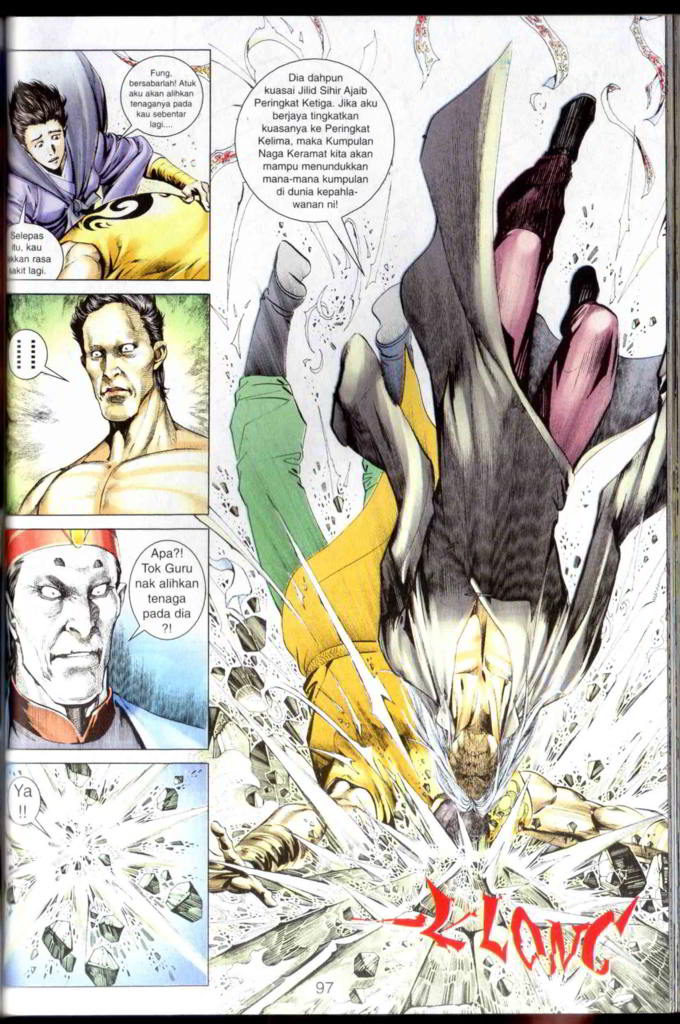 Fung,
bersabarlah! Atuk
aku akan alihkan
tenaganya pada
kau sebentar
lagi....
Selepas
itu, kau
akkan rasa
sakit lagi.
Dia dahpun
kuasai Jilid Sihir Ajaib
Peringkat Ketiga. Jika aku
berjaya tingkatkan
kuasanya ke Peringkat
Kelima, maka Kumpulan
Naga Keramat kita akan
mampu menundukkan
mana-mana kumpulan
di dunia kepahla-
wanan ni!
Apa?!
Tok Guru
nak alihkan
tenaga
pada dia
?!
Ya
!!
LLONG
97